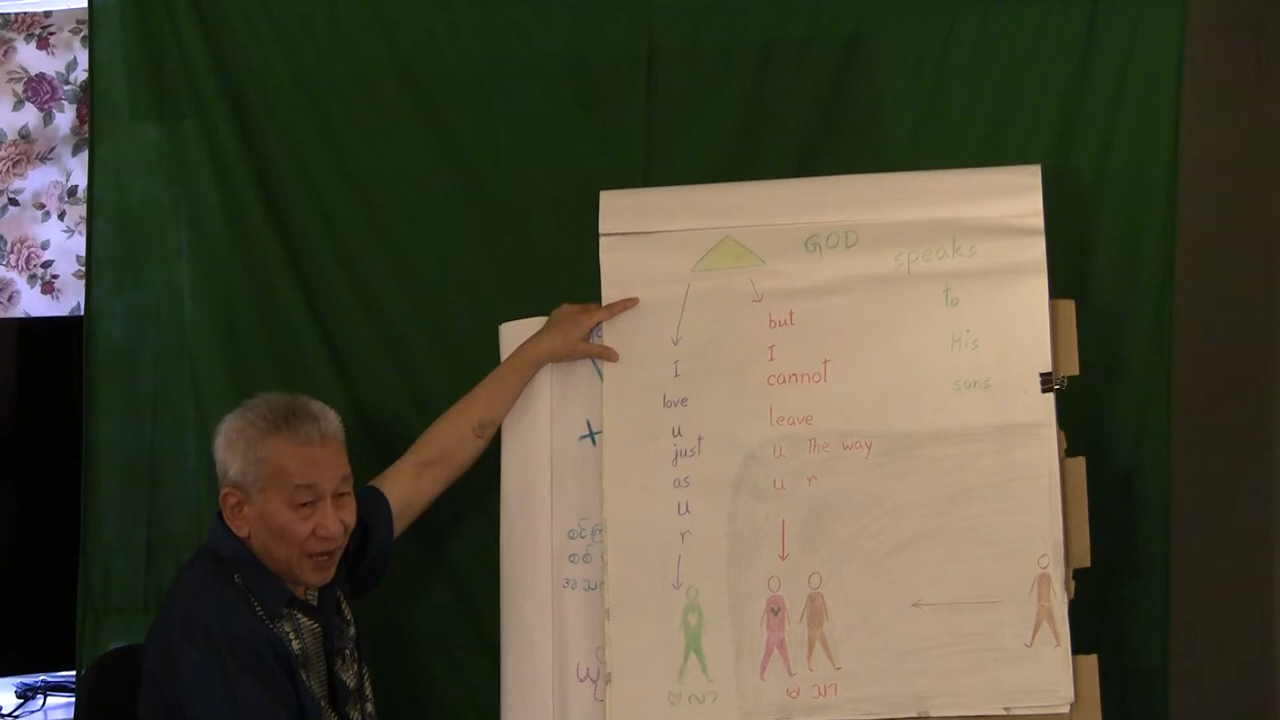 GOD speaks
to
His
sons
I
love
u
just
as
u
r
but
I
cannot
leave
u the way
u r